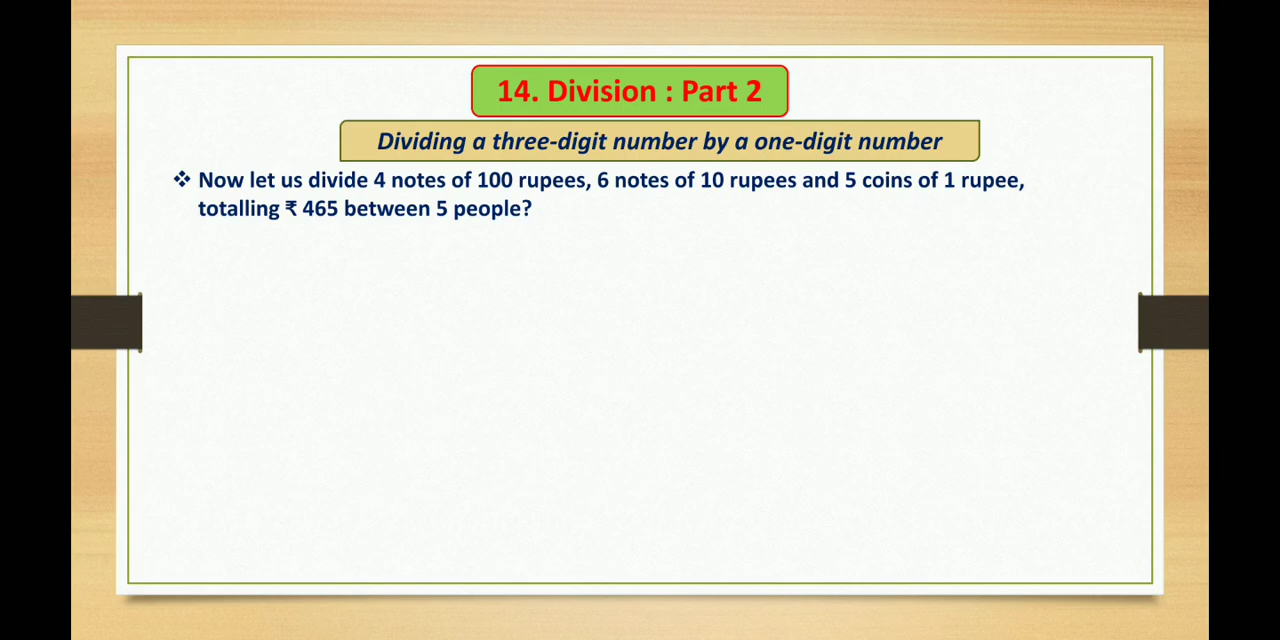 14. Division : Part 2
Dividing a three-digit number by a one-digit number
❖ Now let us divide 4 notes of 100 rupees, 6 notes of 10 rupees and 5 coins of 1 rupee,
totalling ₹ 465 between 5 people?